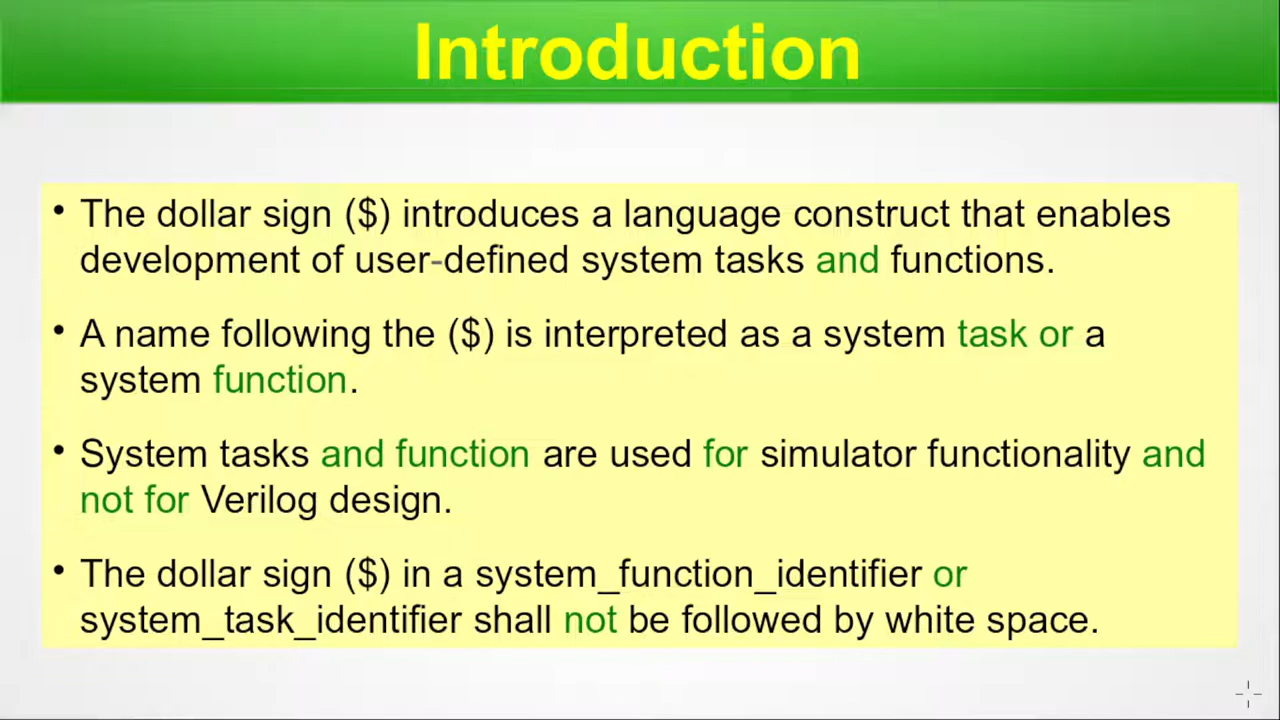 Introduction
• The dollar sign ($) introduces a language construct that enables
development of user-defined system tasks and functions.
• A name following the ($) is interpreted as a system task or a
system function.
• System tasks and function are used for simulator functionality and
not for Verilog design.
• The dollar sign ($) in a system_function_identifier or
system_task_identifier shall not be followed by white space.